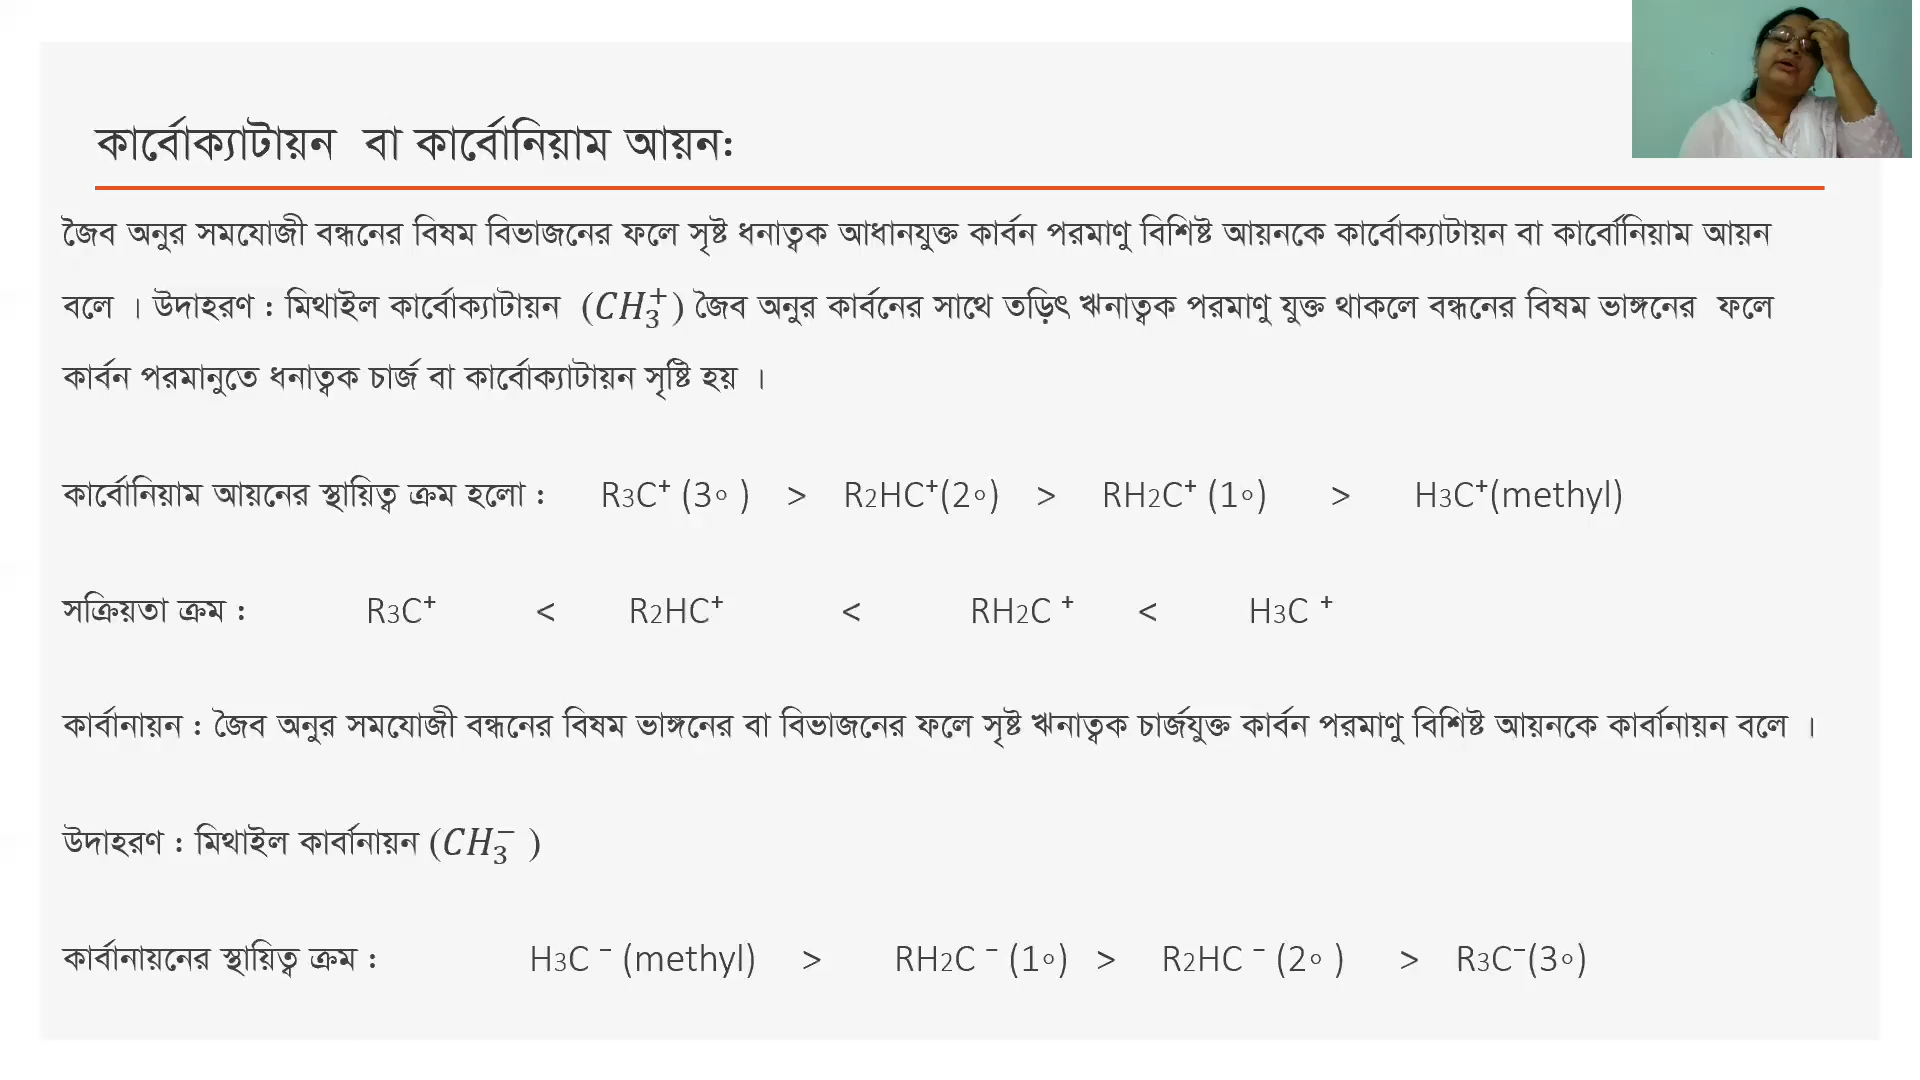 কার্বোক্যাটায়ন বা কার্বোনিয়াম আয়ন:
জৈব অনুর সমযোজী বন্ধনের বিষম বিভাজনের ফলে সৃষ্ট ধনাত্বক আধানযুক্ত কার্বন পরমাণু বিশিষ্ট আয়নকে কার্বোক্যাটায়ন বা কার্বোনিয়াম আয়ন
বলে । উদাহরণ : মিথাইল কার্বোক্যাটায়ন (CH₃⁺) জৈব অনুর কার্বনের সাথে তড়িৎ ঋনাত্বক পরমাণু যুক্ত থাকলে বন্ধনের বিষম ভাঙ্গনের ফলে
কার্বন পরমানুতে ধনাত্বক চার্জ বা কার্বোক্যাটায়ন সৃষ্টি হয় ।
কার্বোনিয়াম আয়নের স্থায়িত্ব ক্রম হলো : R3C⁺ (3◦ ) > R2HC⁺(2◦) > RH2C⁺ (1◦) > H3C⁺(methyl)
সক্রিয়তা ক্রম : R3C⁺ < R2HC⁺ < RH2C ⁺ < H3C ⁺
কার্বানায়ন : জৈব অনুর সমযোজী বন্ধনের বিষম ভাঙ্গনের বা বিভাজনের ফলে সৃষ্ট ঋনাত্বক চার্জযুক্ত কার্বন পরমাণু বিশিষ্ট আয়নকে কার্বানায়ন বলে ।
উদাহরণ : মিথাইল কার্বানায়ন (CH₃⁻ )
কার্বানায়নের স্থায়িত্ব ক্রম : H3C ⁻ (methyl) > RH2C ⁻ (1◦) > R2HC ⁻ (2◦ ) > R3C⁻(3◦)